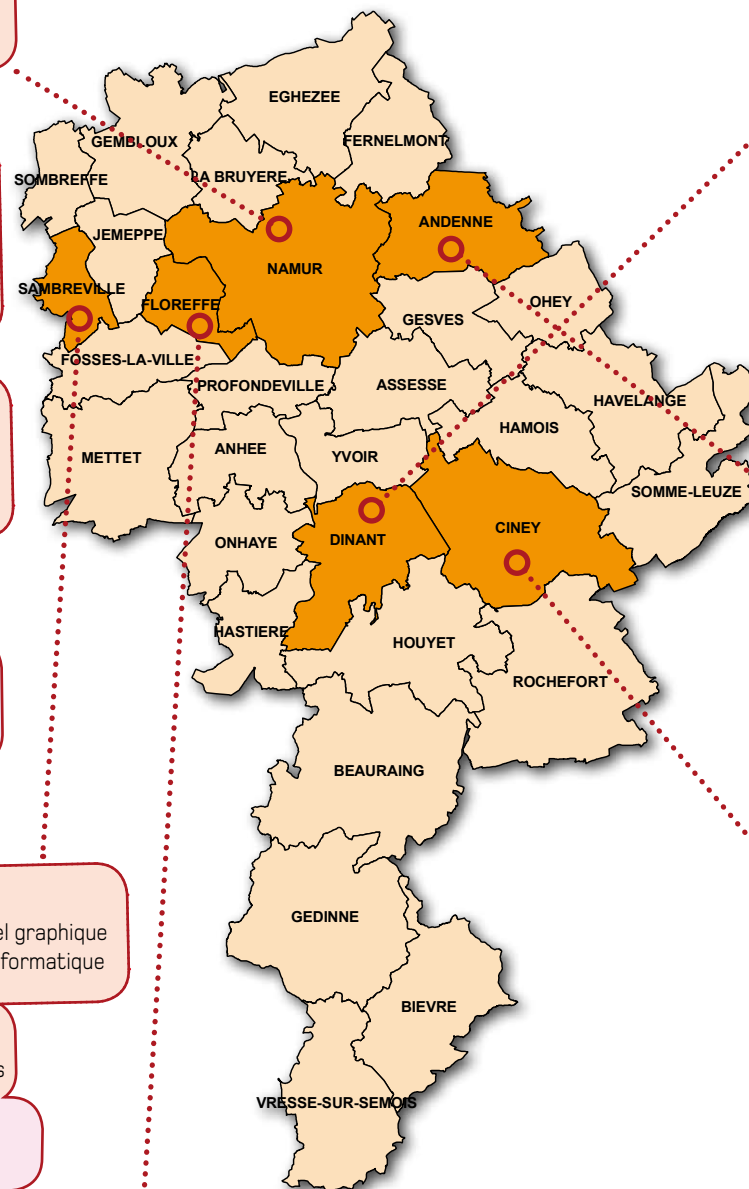 EGHEZEE
GEMBLOUX
FERNELMONT
SOMBREFFE
LA BRUYERE
ANDENNE
JEMEPPE
NAMUR
SAMBREVILLE
FLOREFFE
OHEY
GESVES
FOSSES-LA-VILLE
PROFONDEVILLE
ASSESSE
HAVELANGE
HAMOIS
ANHEE
YVOIR
METTET
SOMME-LEUZE
CINEY
ONHAYE
DINANT
HASTIERE
HOUYET
ROCHEFORT
BEAURAING
GEDINNE
el graphique
formatique
BIEVRE
s
VRESSE-SUR-SEMOIS